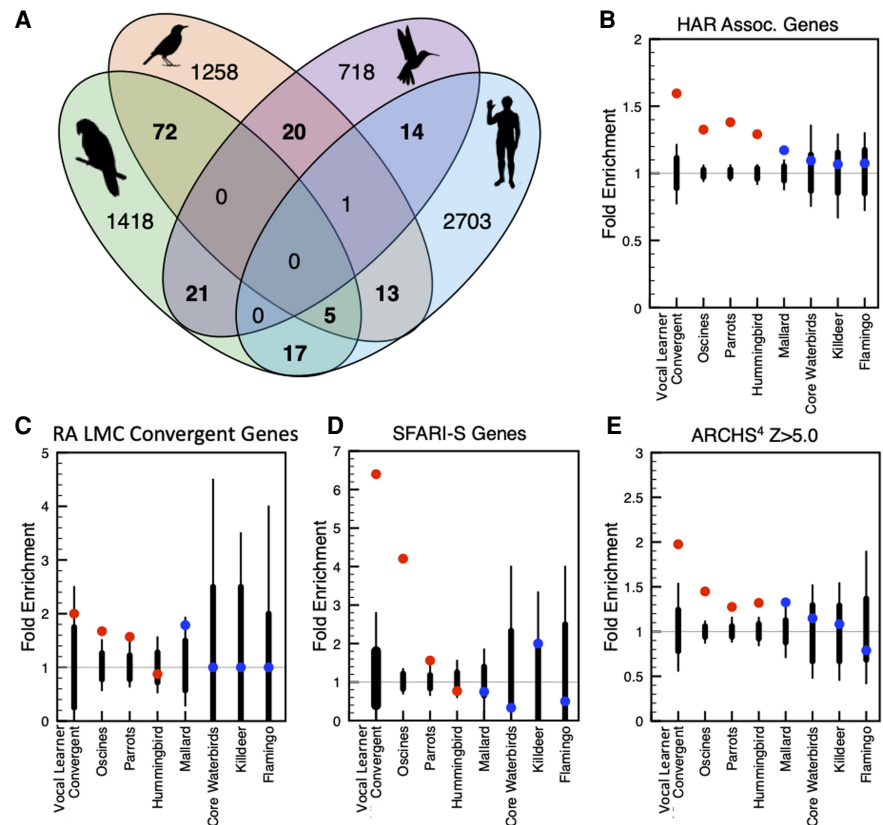 A
1258
718
72
20
14
0
1
1418
2703
0
21
13
0
5
17
B
HAR Assoc. Genes
Fold Enrichment
2
1.5
1
0.5
0
Vocal Learner
Convergent
Oscines
Parrots
Hummingbird
Mallard
Core Waterbirds
Killdeer
Flamingo
C
RA LMC Convergent Genes
Fold Enrichment
5
4
3
2
1
0
Vocal Learner
Convergent
Oscines
Parrots
Hummingbird
Mallard
Core Waterbirds
Killdeer
Flamingo
D
SFARI-S Genes
Fold Enrichment
7
6
5
4
3
2
1
0
Vocal Learner
Convergent
Oscines
Parrots
Hummingbird
Mallard
Core Waterbirds
Killdeer
Flamingo
E
ARCHS⁴ Z>5.0
Fold Enrichment
3
2.5
2
1.5
1
0.5
0
Vocal Learner
Convergent
Oscines
Parrots
Hummingbird
Mallard
Core Waterbirds
Killdeer
Flamingo